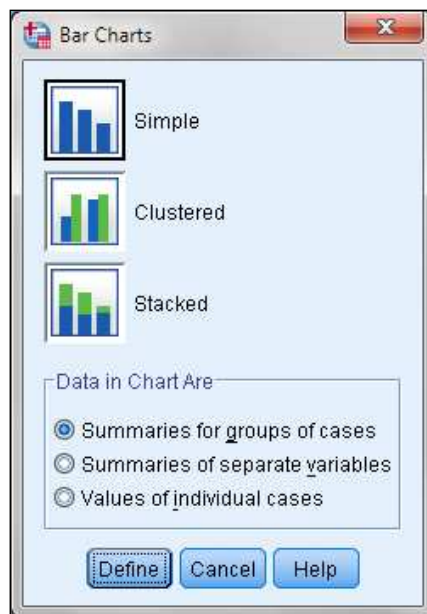 Bar Charts
Simple
Clustered
Stacked
Data in Chart Are
Summaries for groups of cases
Summaries of separate variables
Values of individual cases
Define Cancel Help